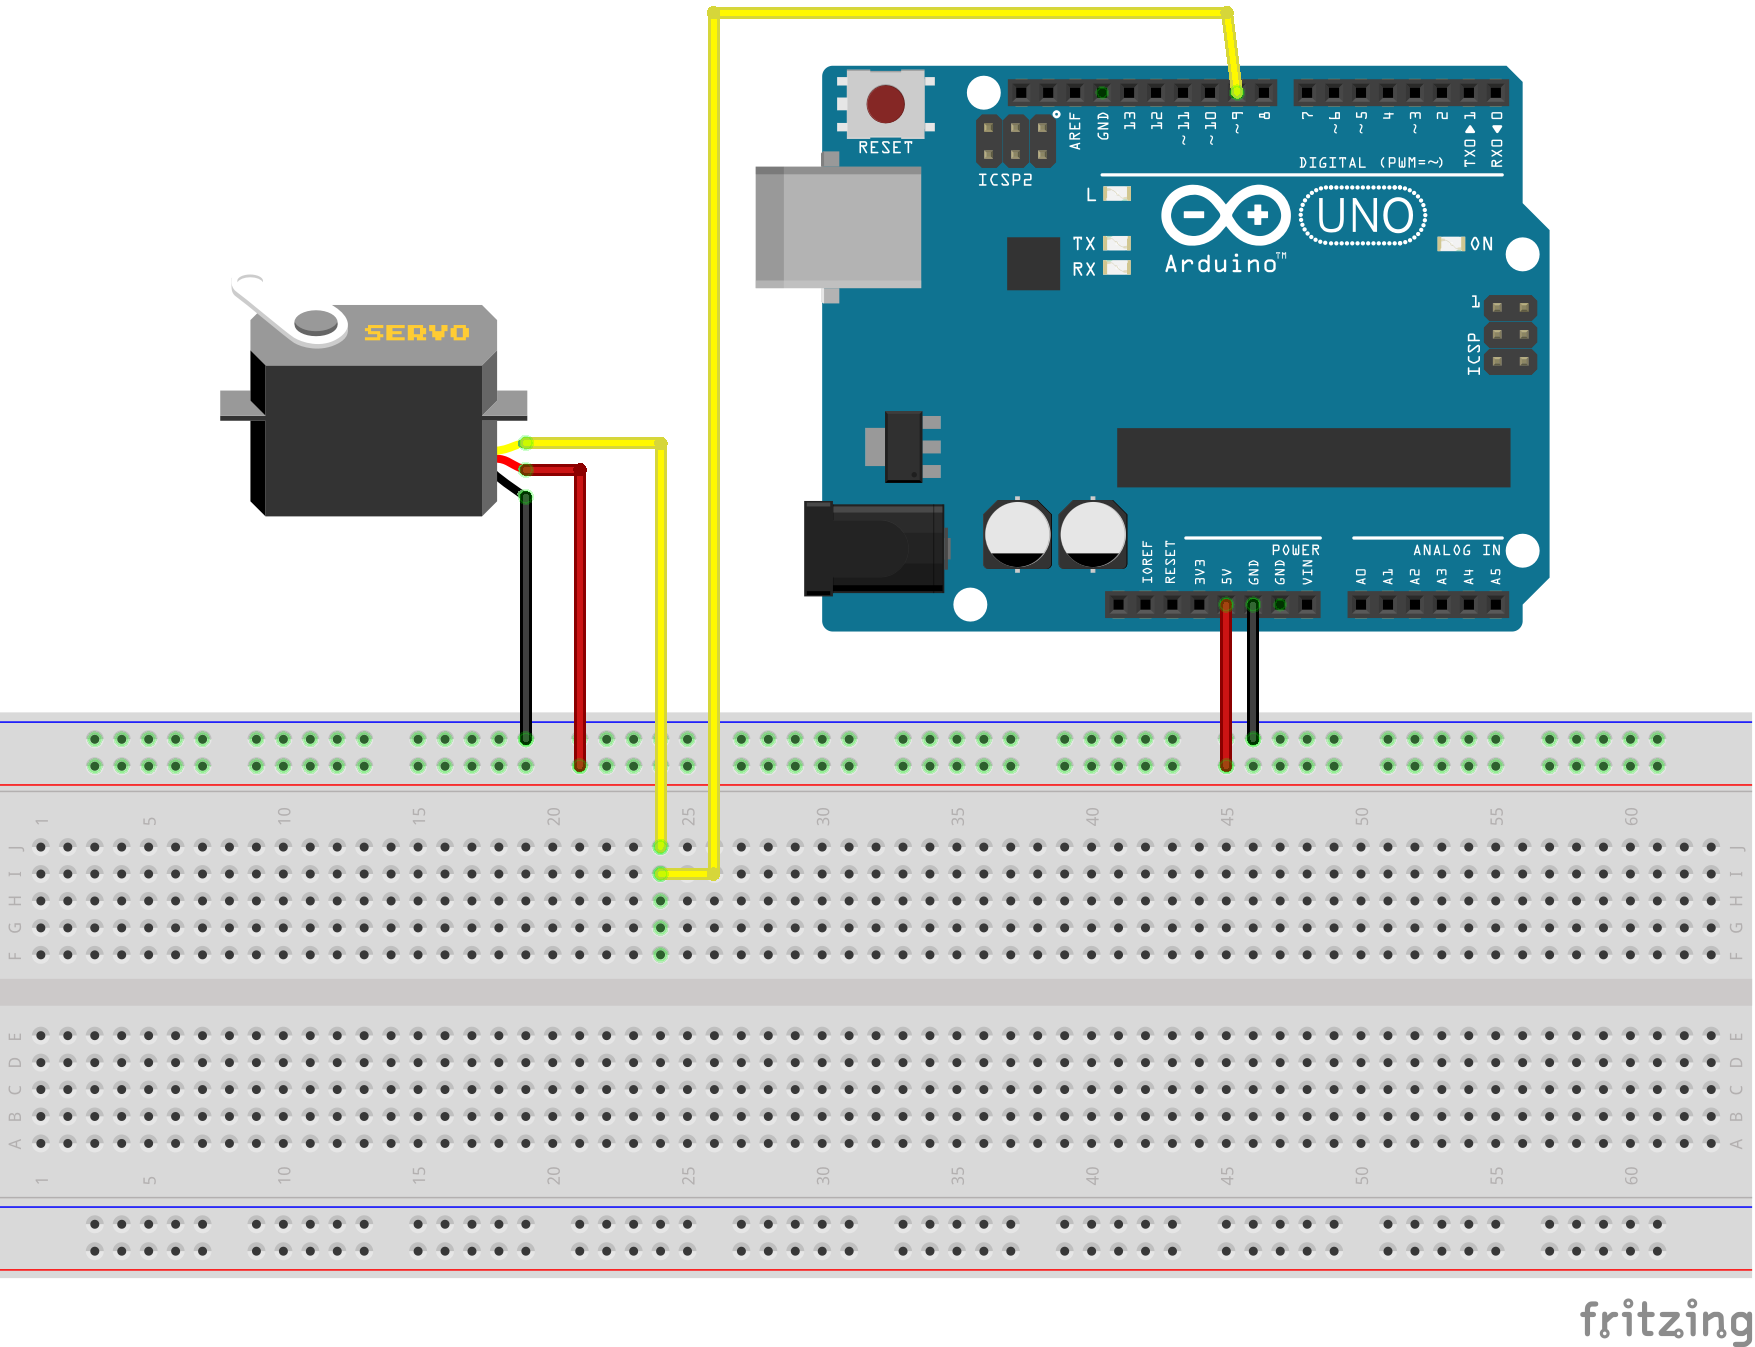 RESET
ICSP2
AREF
GND
13
12
~11
~10
~9
8
7
~6
~5
4
~3
2
TX0▶1
RX0◀0
DIGITAL (PWM=~)
L
TX
RX
UNO
Arduino™
ON
1
ICSP
SERVO
POWER
ANALOG IN
IOREF
RESET
3V3
5V
GND
GND
VIN
A0
A1
A2
A3
A4
A5
1 5 10 15 20 25 30 35 40 45 50 55 60
J J
I I
H H
G G
F F
E E
D D
C C
B B
A A
1 5 10 15 20 25 30 35 40 45 50 55 60
fritzing